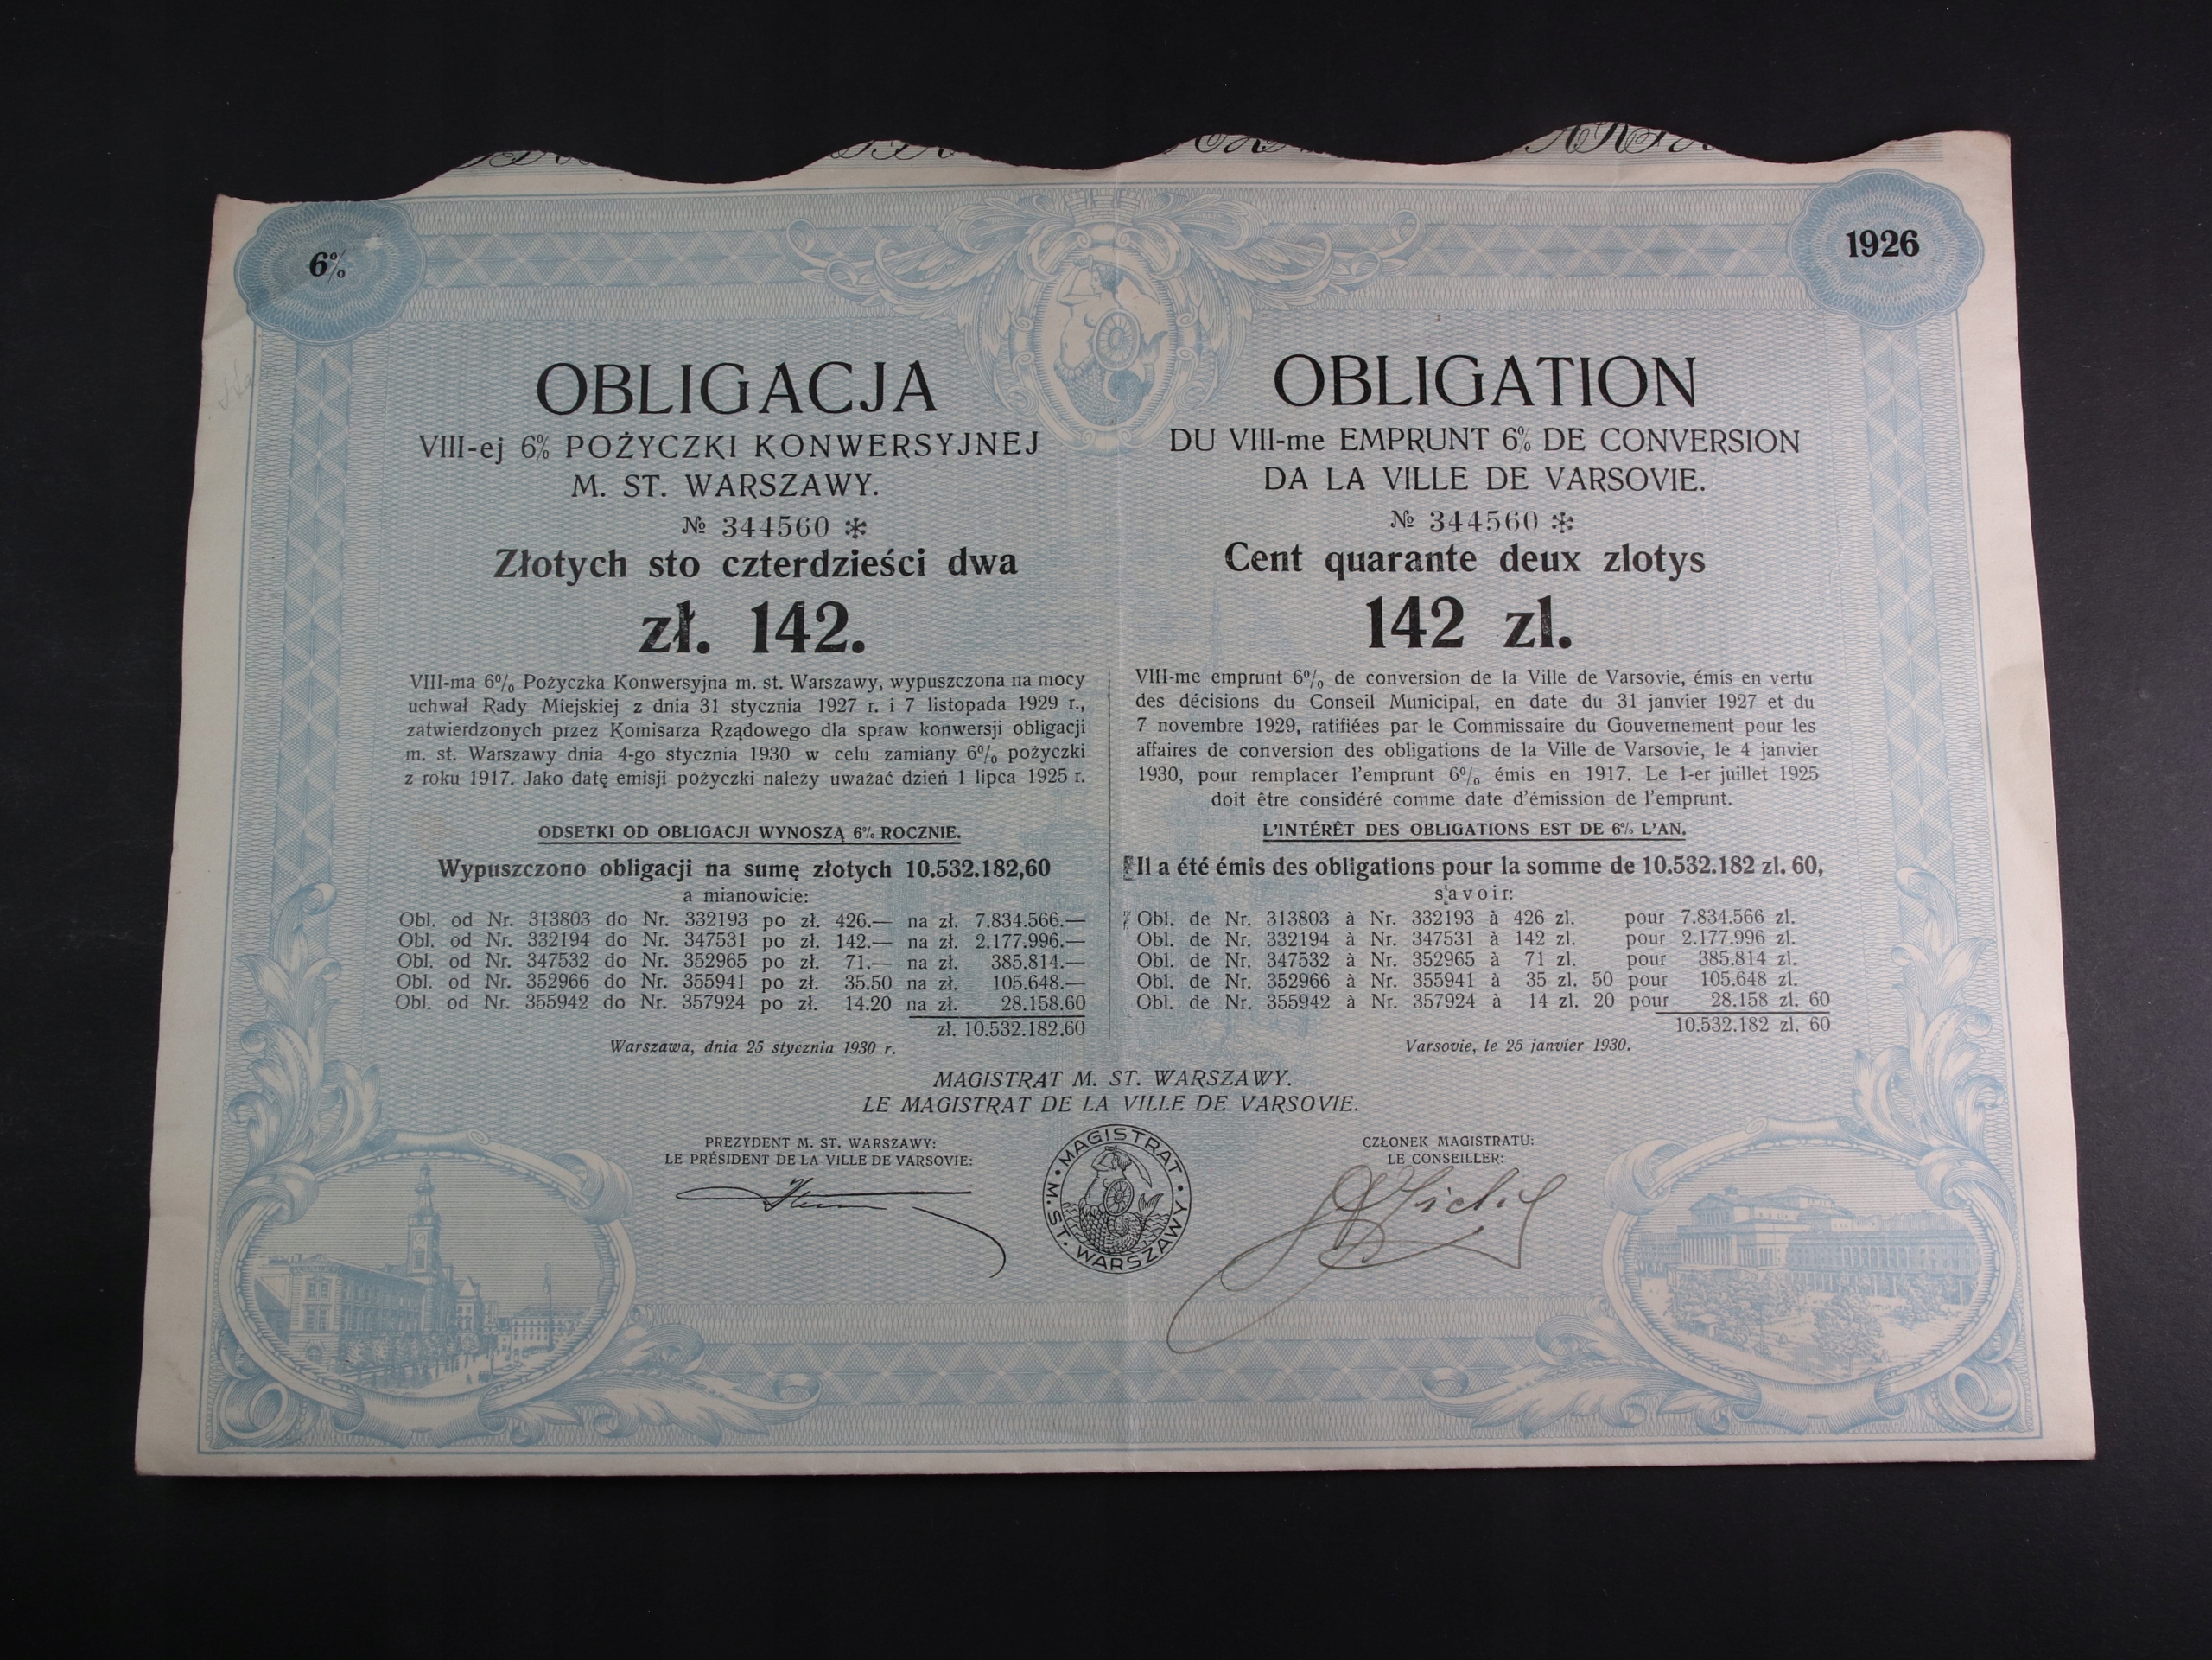 6%
1926
OBLIGACJA
VIII-ej 6% POŻYCZKI KONWERSYJNEJ
M. ST. WARSZAWY.
№ 344560 *
Złotych sto czterdzieści dwa
zł. 142.
VIII-ma 6% Pożyczka Konwersyjna m. st. Warszawy, wypuszczona na mocy
uchwał Rady Miejskiej z dnia 31 stycznia 1927 r. i 7 listopada 1929 r.,
zatwierdzonych przez Komisarza Rządowego dla spraw konwersji obligacji
m. st. Warszawy dnia 4-go stycznia 1930 w celu zamiany 6% pożyczki
z roku 1917. Jako datę emisji pożyczki należy uważać dzień 1 lipca 1925 r.
ODSETKI OD OBLIGACJI WYNOSZĄ 6% ROCZNIE.
Wypuszczono obligacji na sumę złotych 10.532.182,60
a mianowicie:
Obl. od Nr. 313803 do Nr. 332193 po zł. 426.— na zł. 7.834.566.—
Obl. od Nr. 332194 do Nr. 347531 po zł. 142.— na zł. 2.177.996.—
Obl. od Nr. 347532 do Nr. 352965 po zł. 71.— na zł. 385.814.—
Obl. od Nr. 352966 do Nr. 355941 po zł. 35.50 na zł. 105.648.—
Obl. od Nr. 355942 do Nr. 357924 po zł. 14.20 na zł. 28.158.60
zł. 10.532.182.60
Warszawa, dnia 25 stycznia 1930 r.
OBLIGATION
DU VIII-me EMPRUNT 6% DE CONVERSION
DA LA VILLE DE VARSOVIE.
№ 344560 *
Cent quarante deux zlotys
142 zl.
VIII-me emprunt 6% de conversion de la Ville de Varsovie, émis en vertu
des décisions du Conseil Municipal, en date du 31 janvier 1927 et du
7 novembre 1929, ratifiées par le Commissaire du Gouvernement pour les
affaires de conversion des obligations de la Ville de Varsovie, le 4 janvier
1930, pour remplacer l'emprunt 6% émis en 1917. Le 1-er juillet 1925
doit être considéré comme date d'émission de l'emprunt.
L'INTÉRÊT DES OBLIGATIONS EST DE 6% L'AN.
Il a été émis des obligations pour la somme de 10.532.182 zl. 60,
savoir:
Obl. de Nr. 313803 à Nr. 332193 à 426 zl. pour 7.834.566 zl.
Obl. de Nr. 332194 à Nr. 347531 à 142 zl. pour 2.177.996 zl.
Obl. de Nr. 347532 à Nr. 352965 à 71 zl. pour 385.814 zl.
Obl. de Nr. 352966 à Nr. 355941 à 35 zl. 50 pour 105.648 zl.
Obl. de Nr. 355942 à Nr. 357924 à 14 zl. 20 pour 28.158 zl. 60
10.532.182 zl. 60
Varsovie, le 25 janvier 1930.
MAGISTRAT M. ST. WARSZAWY.
LE MAGISTRAT DE LA VILLE DE VARSOVIE.
PREZYDENT M. ST. WARSZAWY:
LE PRÉSIDENT DE LA VILLE DE VARSOVIE:
MAGISTRAT • M. ST. WARSZAWY •
CZŁONEK MAGISTRATU:
LE CONSEILLER: